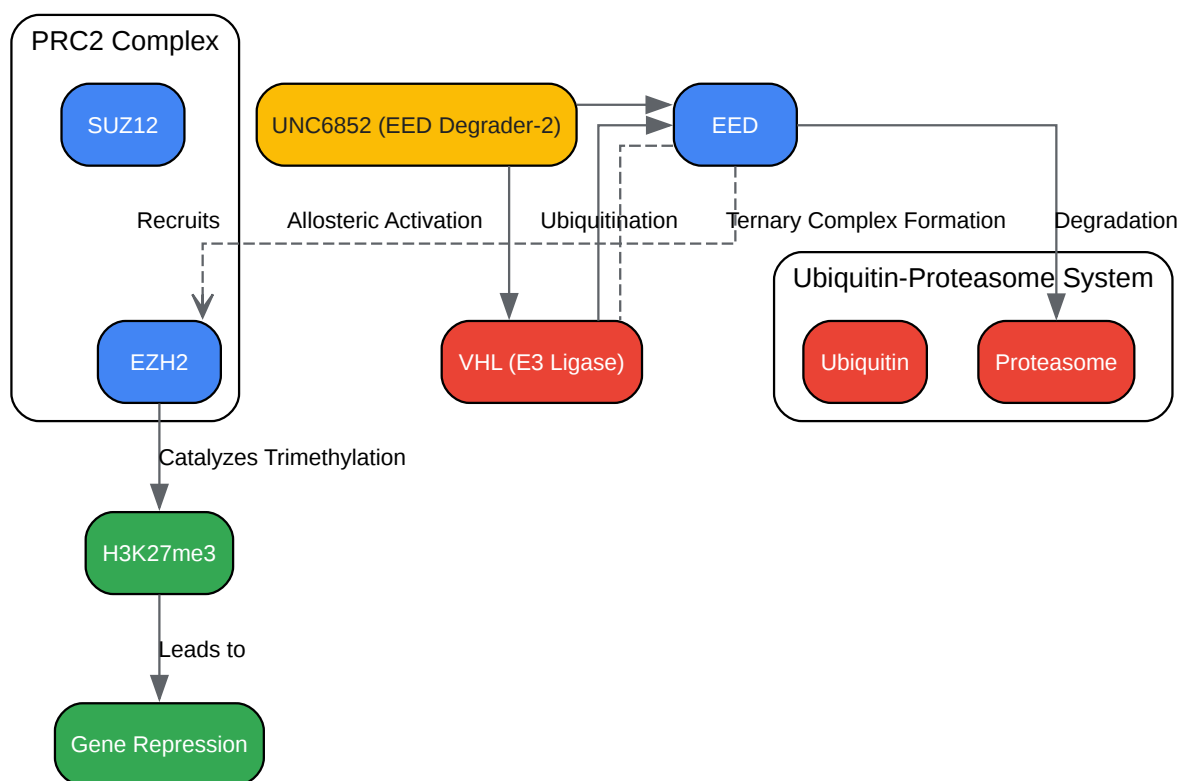 PRC2 Complex
SUZ12
UNC6852 (EED Degrader-2)
EED
Recruits
Allosteric Activation
Ubiquitination
Ternary Complex Formation
Degradation
Ubiquitin-Proteasome System
EZH2
VHL (E3 Ligase)
Ubiquitin
Proteasome
Catalyzes Trimethylation
H3K27me3
Leads to
Gene Repression